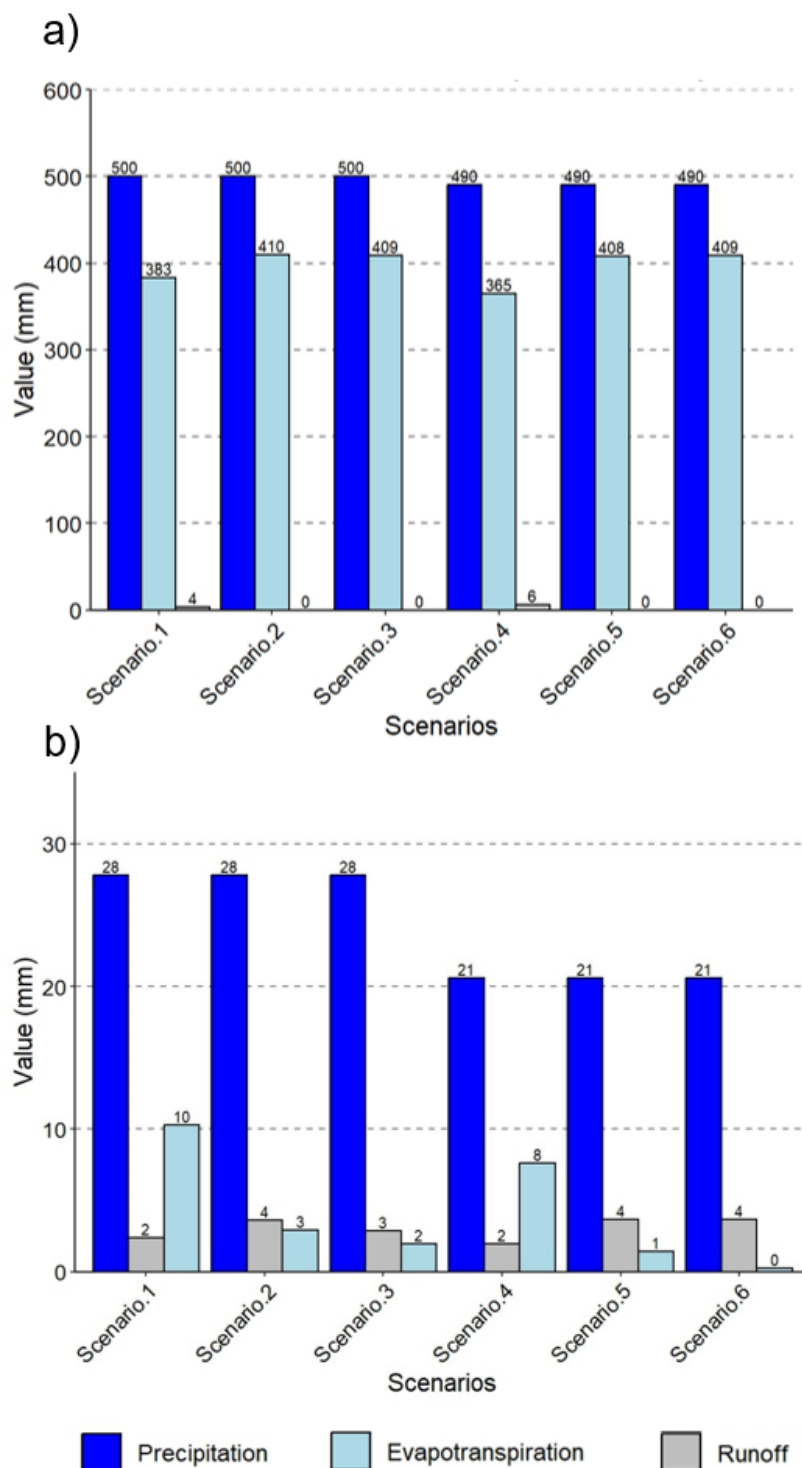 a)
600
500 500 500 490 490 490
500
383 410 409 365 408 409
400
300
200
100
4 0 0 6 0 0
0
Value (mm)
Scenario.1 Scenario.2 Scenario.3 Scenario.4 Scenario.5 Scenario.6
Scenarios
b)
30
28 28 28 21 21 21
20
10
2 10 4 3 3 2 2 8 4 1 4 0
0
Value (mm)
Scenario.1 Scenario.2 Scenario.3 Scenario.4 Scenario.5 Scenario.6
Scenarios
Precipitation Evapotranspiration Runoff